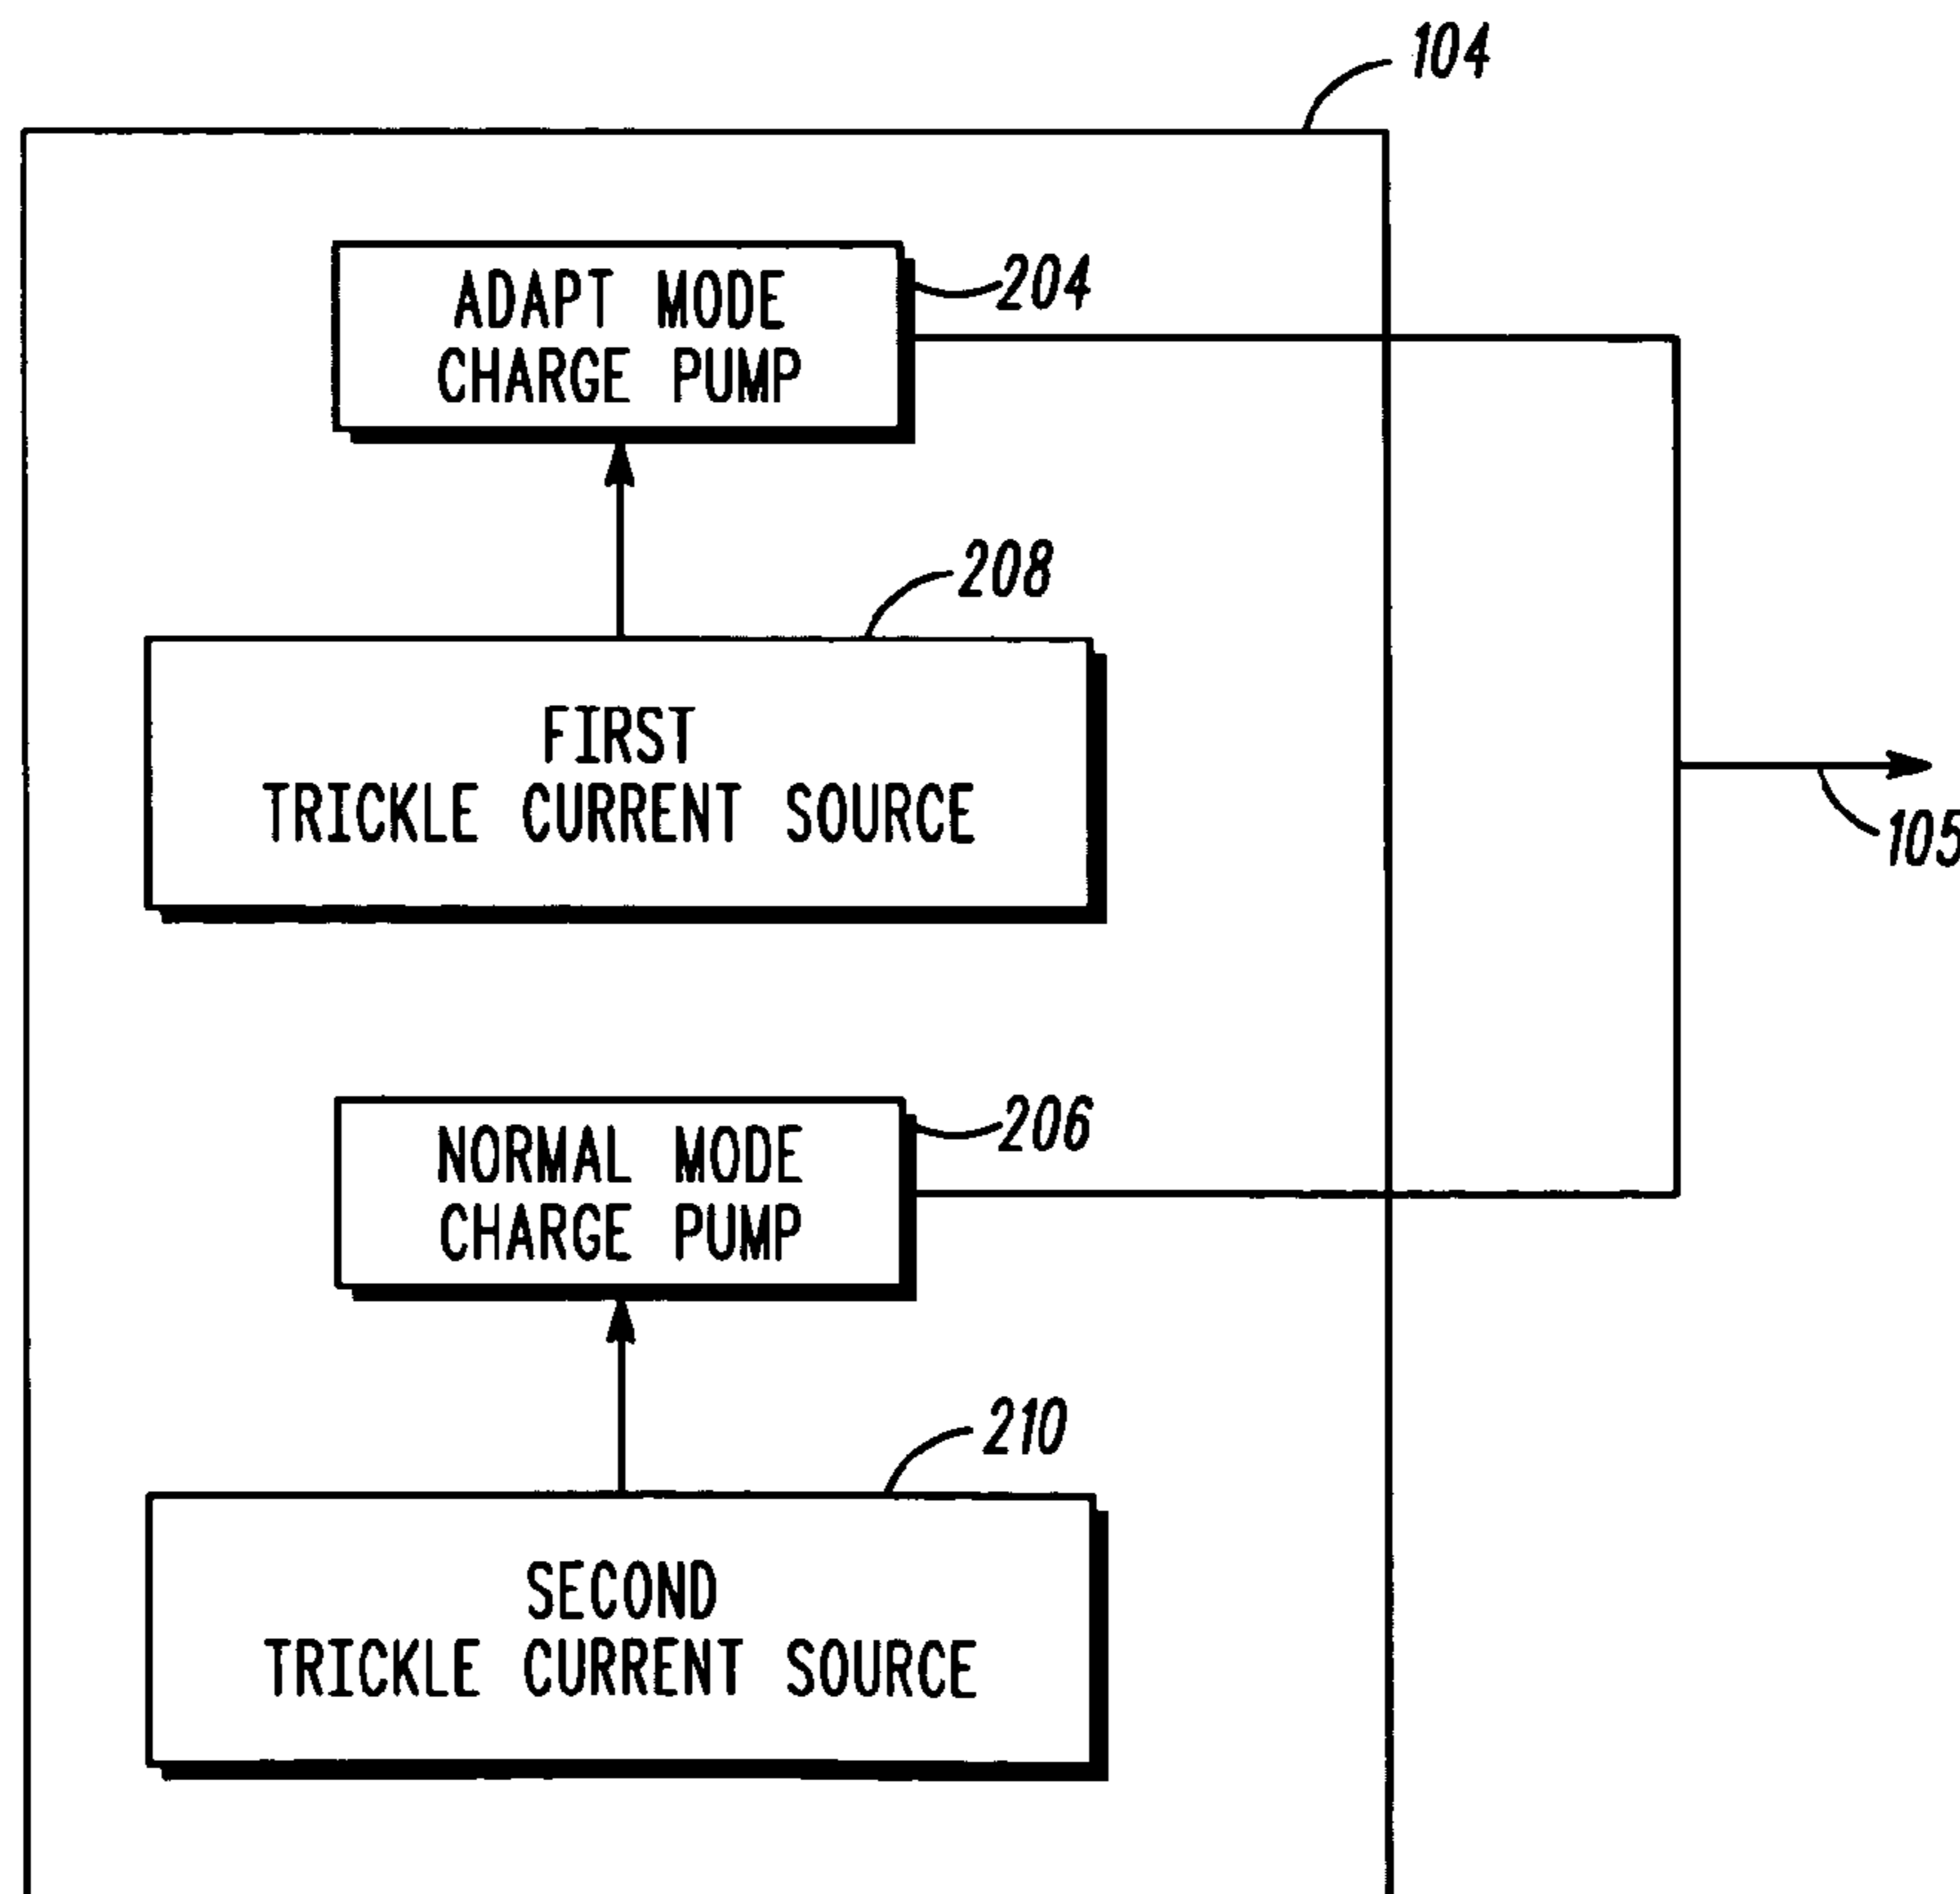 104
ADAPT MODE
CHARGE PUMP
204
208
FIRST
TRICKLE CURRENT SOURCE
105
NORMAL MODE
CHARGE PUMP
206
210
SECOND
TRICKLE CURRENT SOURCE